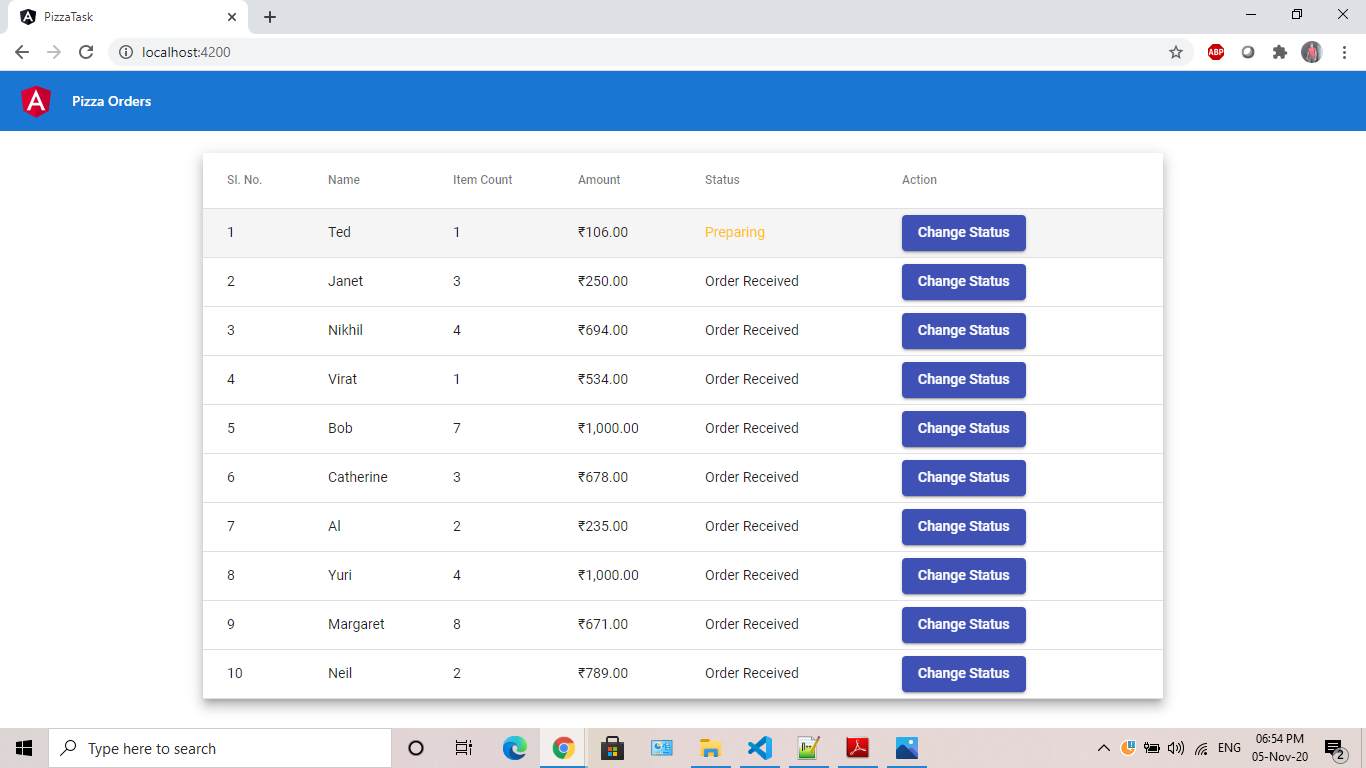 PizzaTask
localhost:4200
ABP
A Pizza Orders
Sl. No. Name Item Count Amount Status Action
1 Ted 1 ₹106.00 Preparing Change Status
2 Janet 3 ₹250.00 Order Received Change Status
3 Nikhil 4 ₹694.00 Order Received Change Status
4 Virat 1 ₹534.00 Order Received Change Status
5 Bob 7 ₹1,000.00 Order Received Change Status
6 Catherine 3 ₹678.00 Order Received Change Status
7 Al 2 ₹235.00 Order Received Change Status
8 Yuri 4 ₹1,000.00 Order Received Change Status
9 Margaret 8 ₹671.00 Order Received Change Status
10 Neil 2 ₹789.00 Order Received Change Status
Type here to search
ENG
06:54 PM
05-Nov-20
2